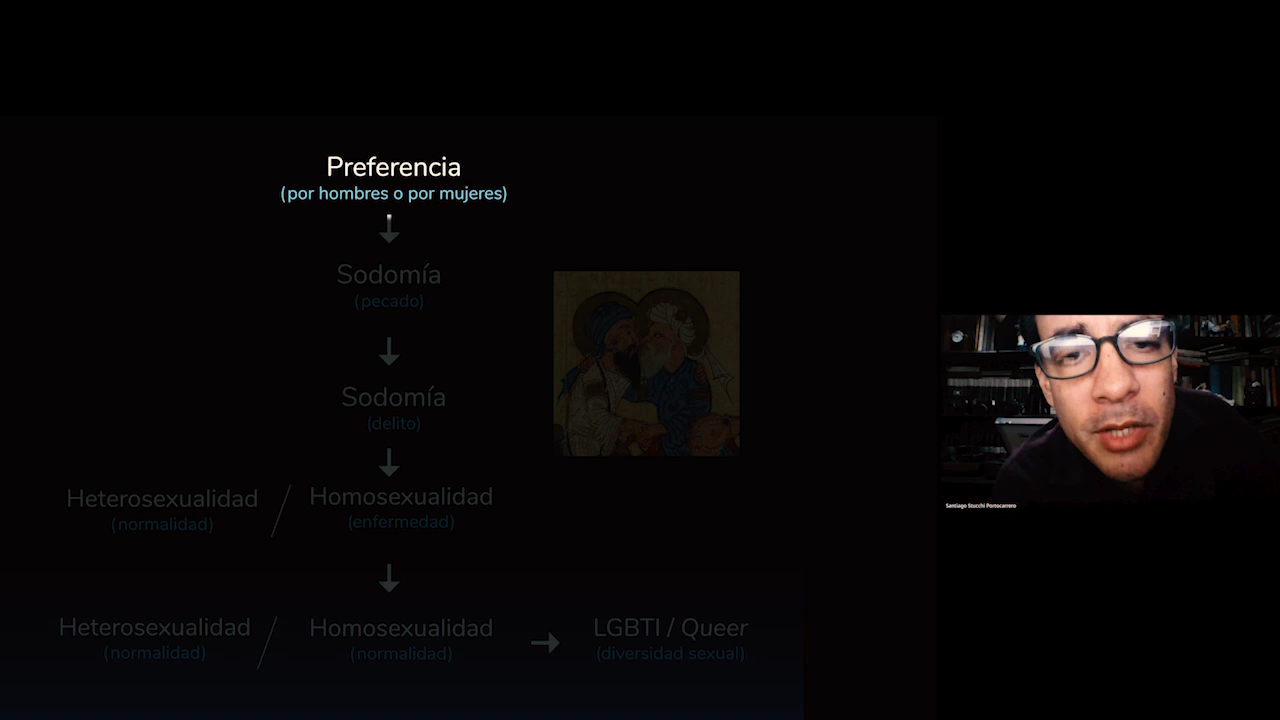 Preferencia
(por hombres o por mujeres)
Sodomía
(pecado)
Sodomía
(delito)
Heterosexualidad / Homosexualidad
(normalidad) (enfermedad)
Heterosexualidad / Homosexualidad → LGBTI / Queer
(normalidad) (normalidad) (diversidad sexual)
Santiago Stucchi Portocarrero